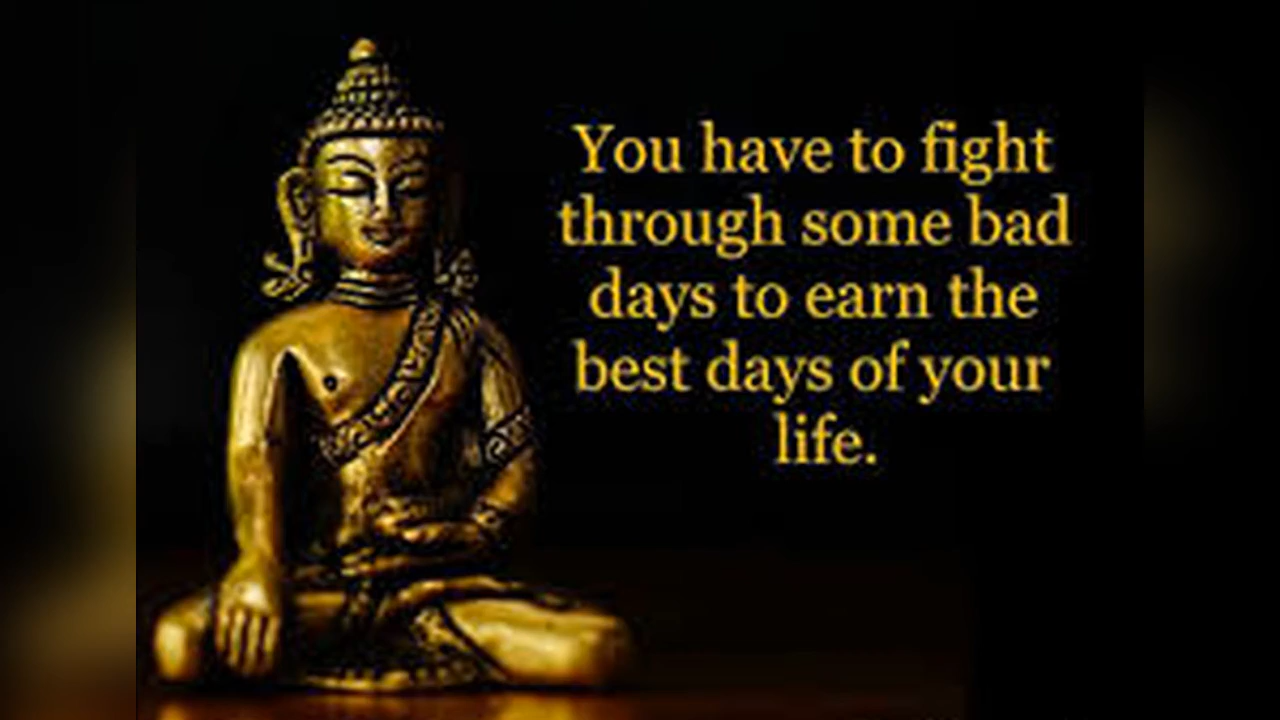 You have to fight
through some bad
days to earn the
best days of your
life.